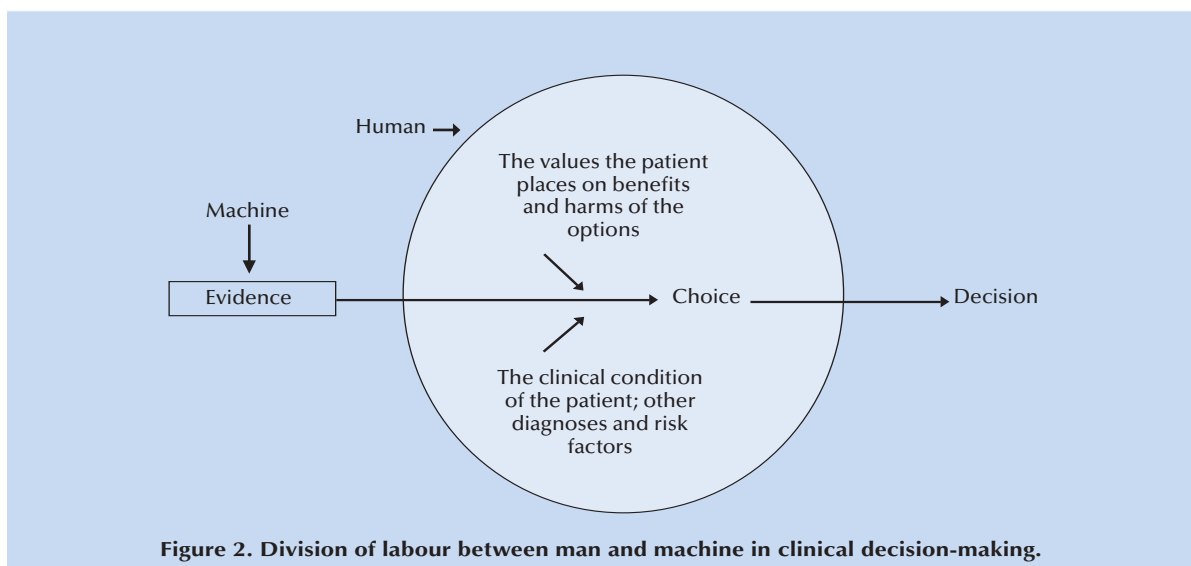 Human
The values the patient
places on benefits
and harms of the
options
Machine
Evidence
Choice
Decision
The clinical condition
of the patient; other
diagnoses and risk
factors
Figure 2. Division of labour between man and machine in clinical decision-making.